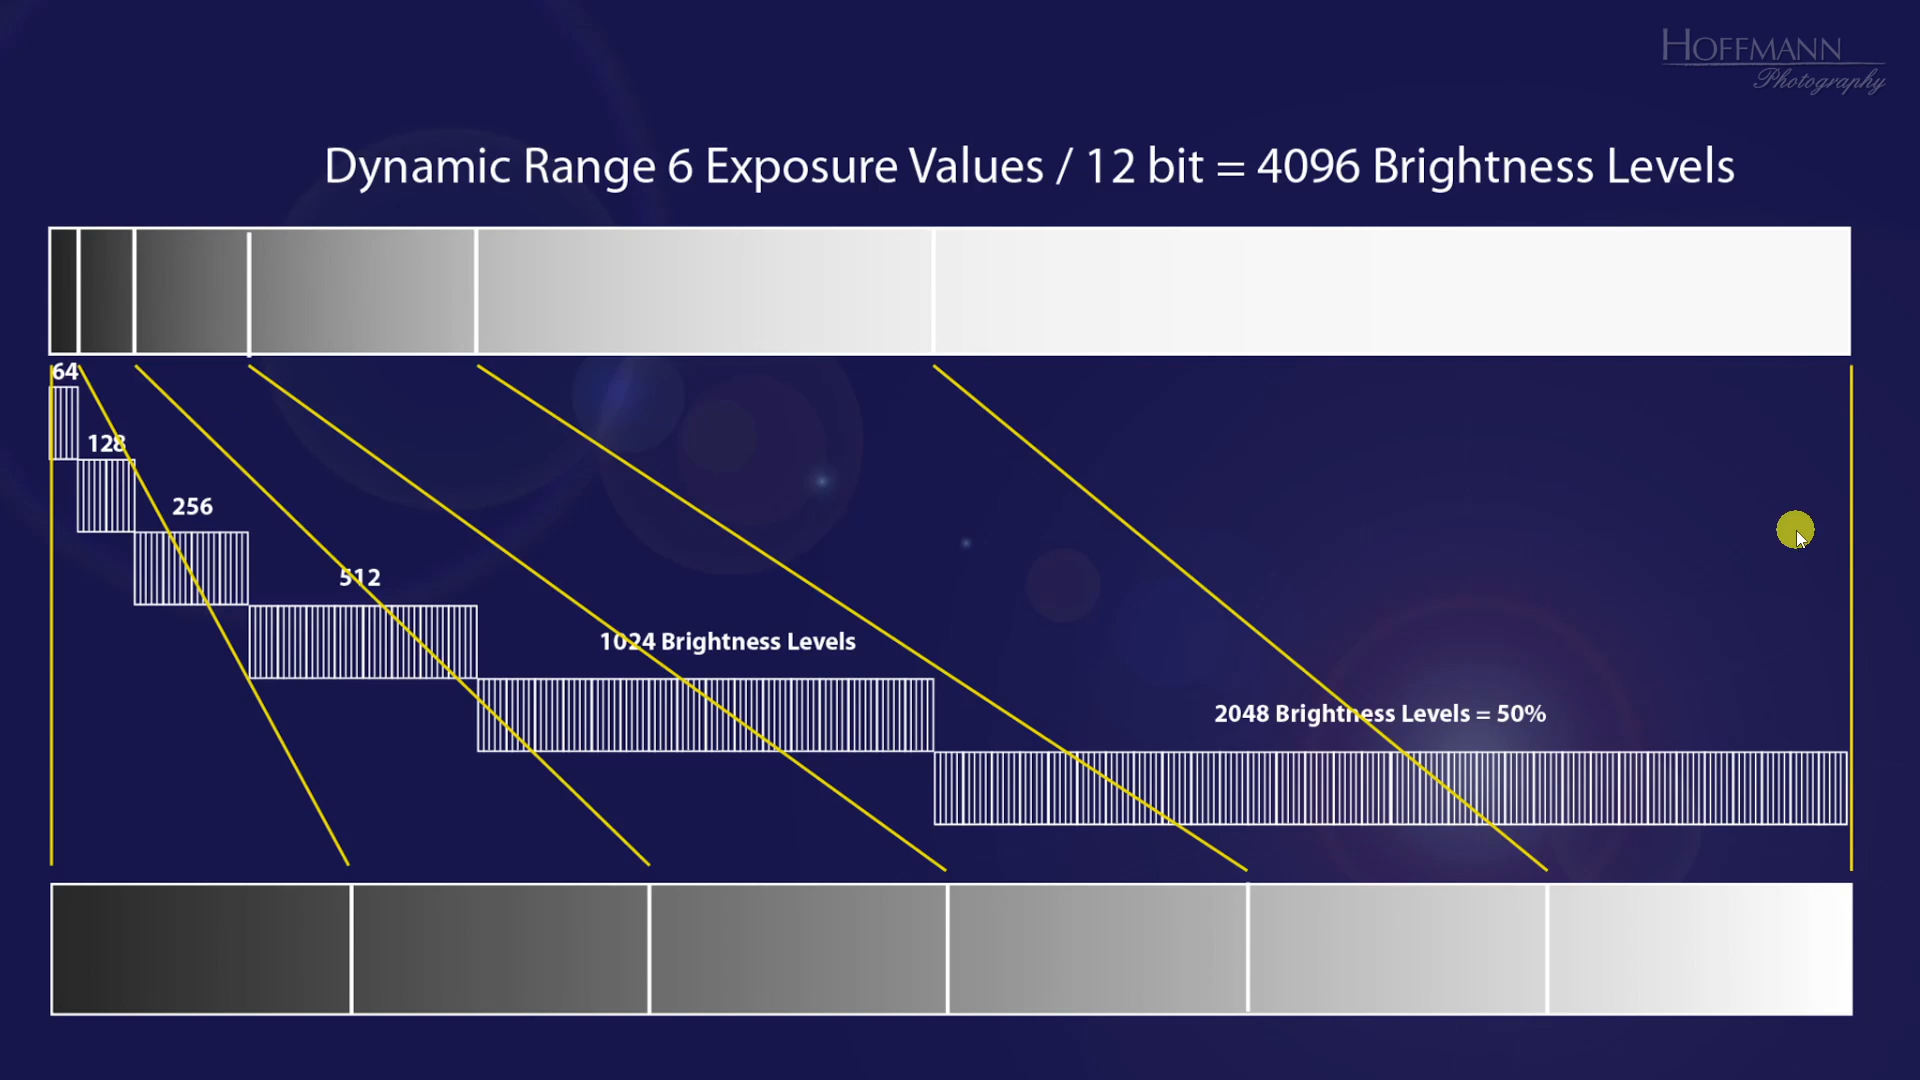 HOFFMANN
Photography
Dynamic Range 6 Exposure Values / 12 bit = 4096 Brightness Levels
64
128
256
512
1024 Brightness Levels
2048 Brightness Levels = 50%